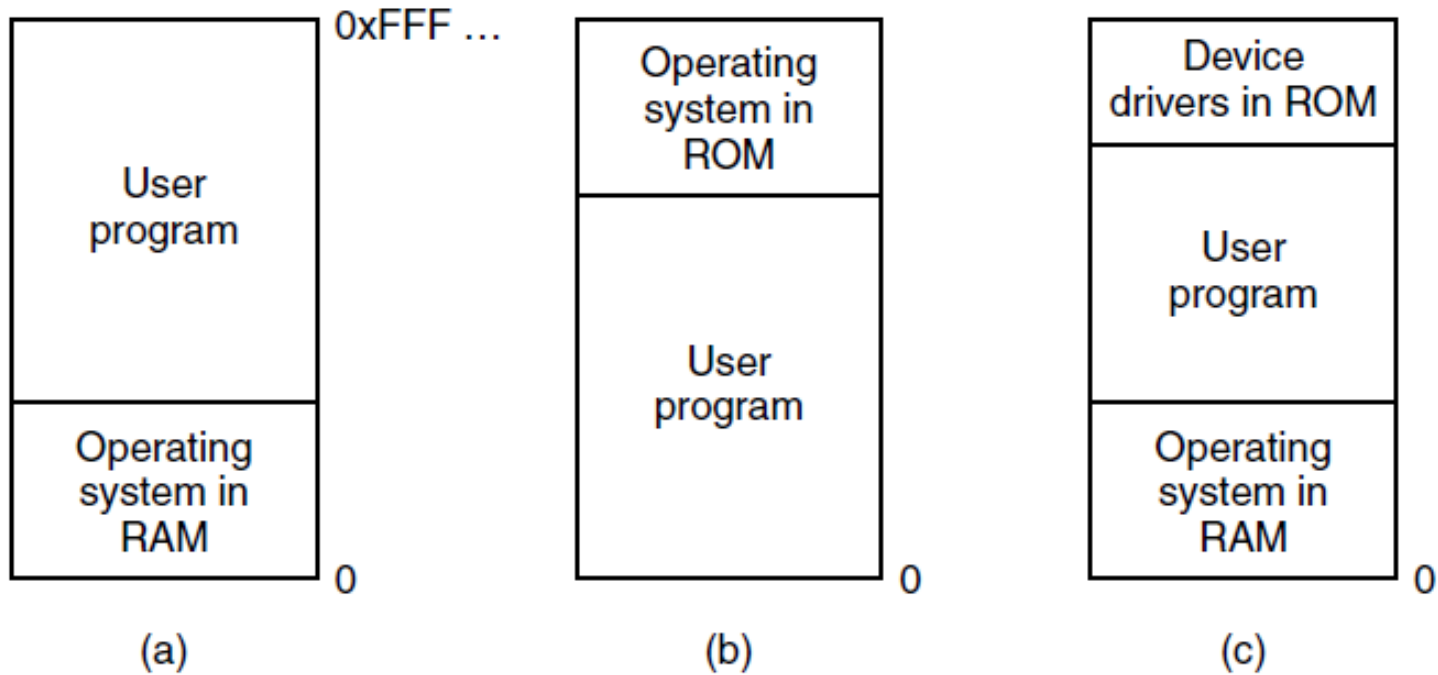 0xFFF ...
User
program
Operating
system in
RAM
0
(a)
Operating
system in
ROM
User
program
0
(b)
Device
drivers in ROM
User
program
Operating
system in
RAM
0
(c)